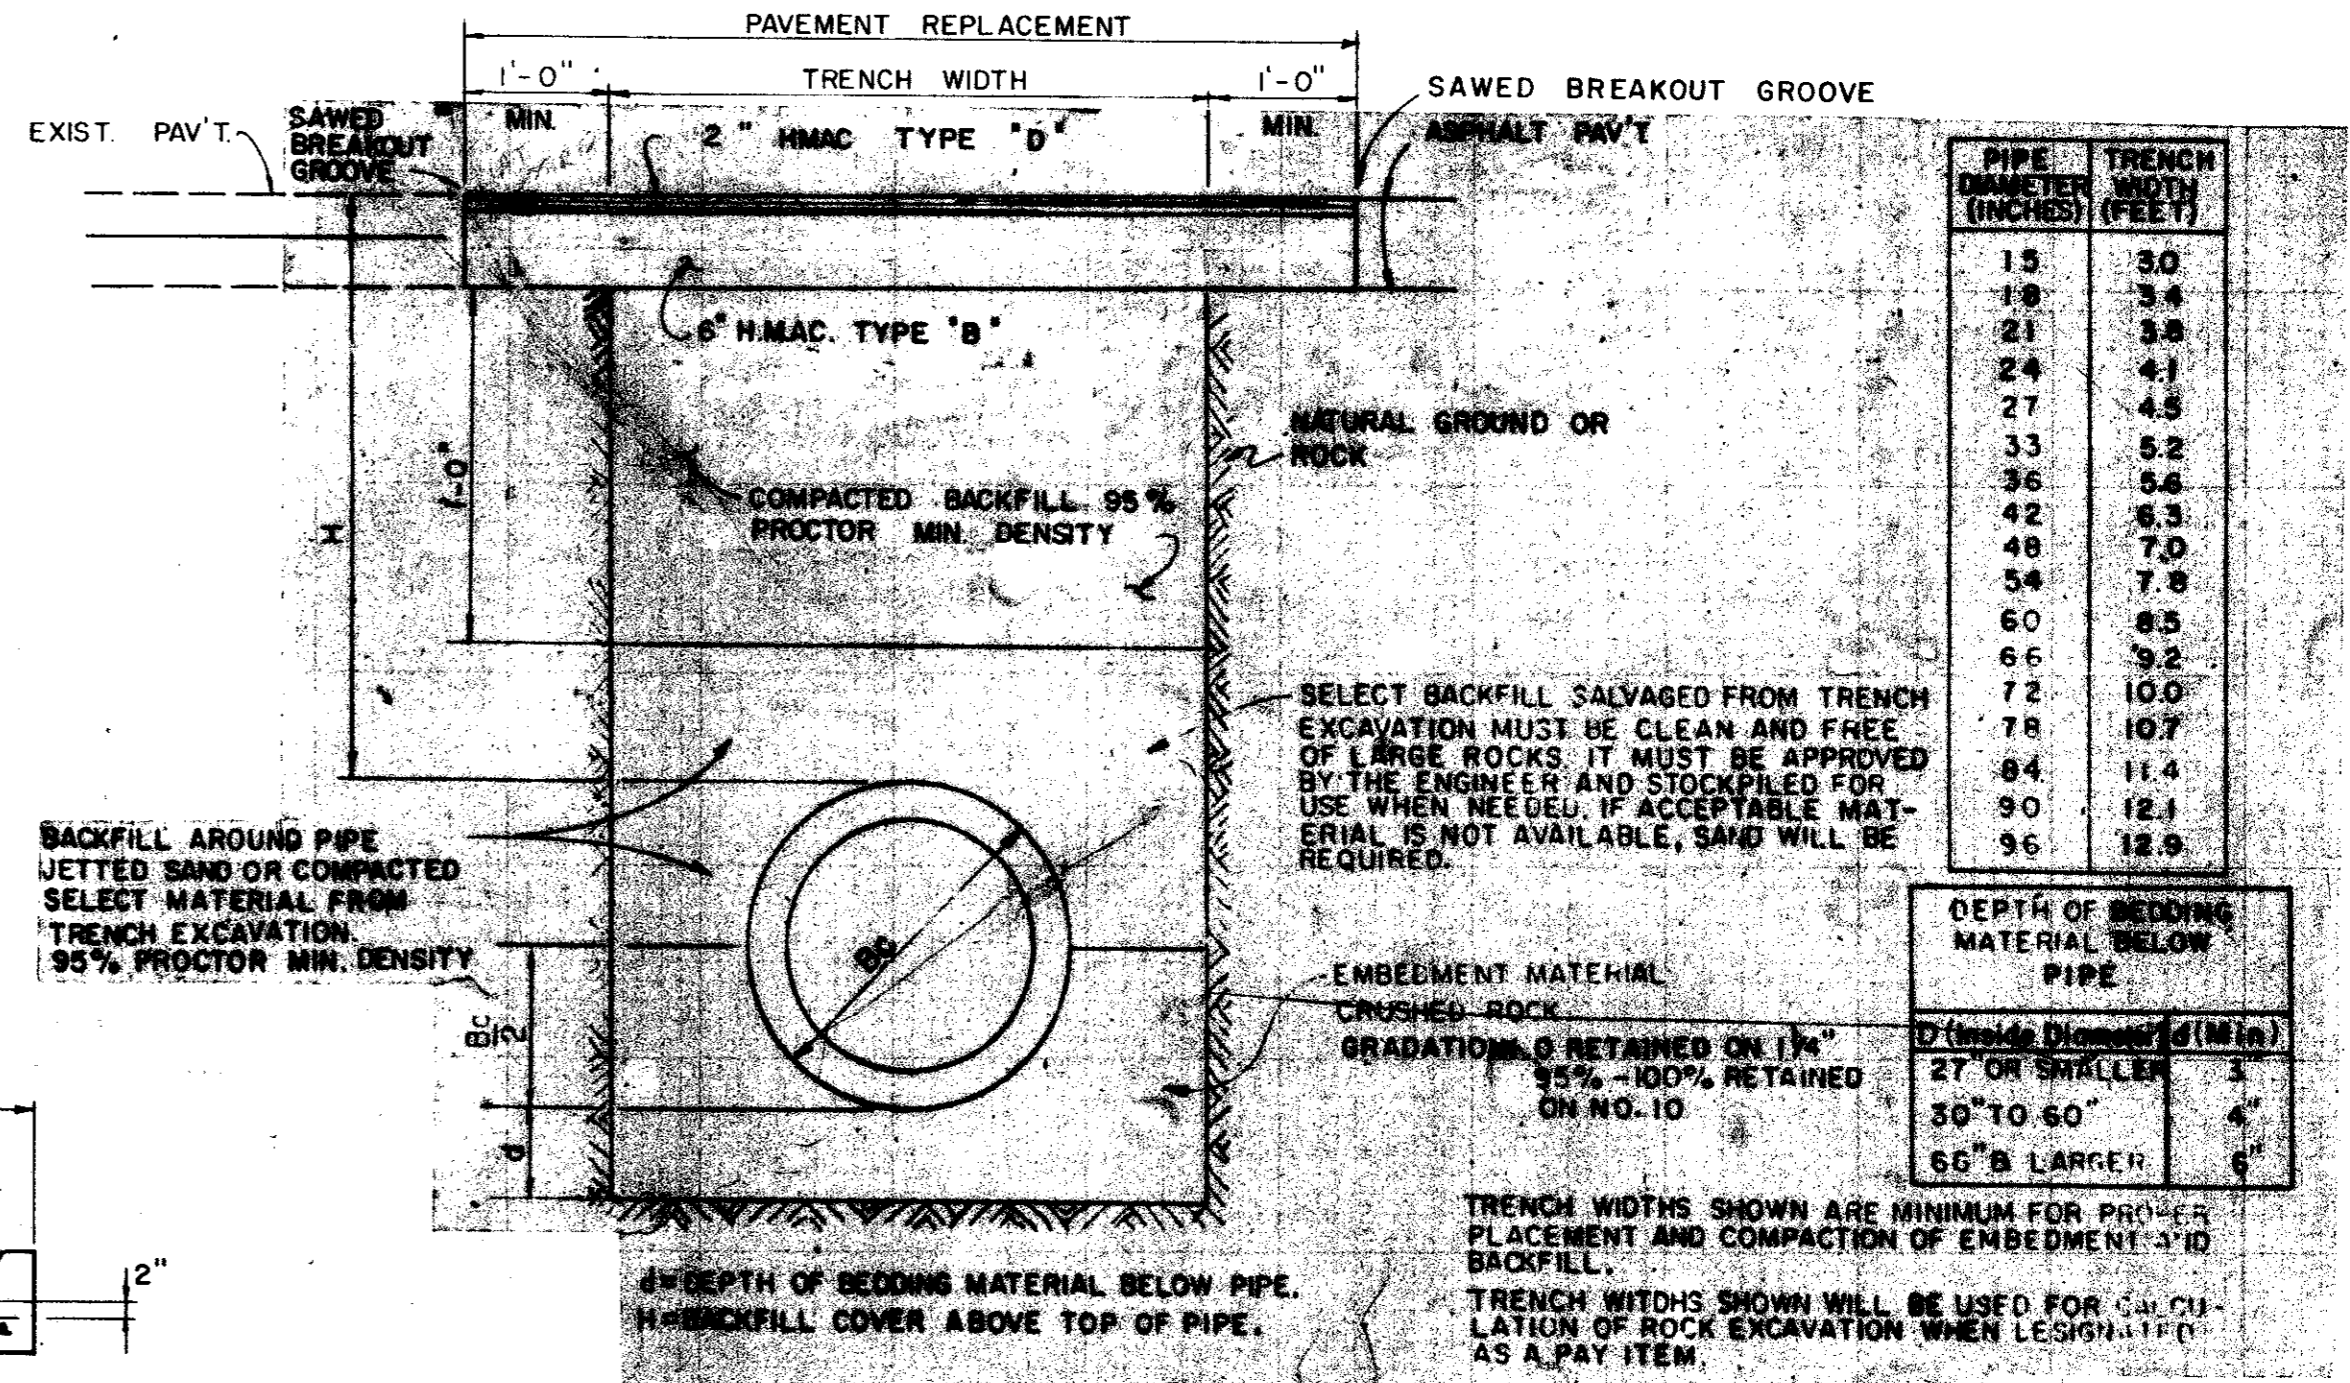 PAVEMENT REPLACEMENT
1'-0" TRENCH WIDTH 1'-0"
MIN. MIN.
SAWED BREAKOUT GROOVE
ASPHALT PAV'T
EXIST. PAV'T.
SAWED
BREAKOUT
GROOVE
2" HMAC TYPE "D"
6" H.MAC. TYPE "B"
H
1'-0"
COMPACTED BACKFILL 95%
PROCTOR MIN. DENSITY
NATURAL GROUND OR
ROCK
SELECT BACKFILL SALVAGED FROM TRENCH
EXCAVATION MUST BE CLEAN AND FREE
OF LARGE ROCKS. IT MUST BE APPROVED
BY THE ENGINEER AND STOCKPILED FOR
USE WHEN NEEDED. IF ACCEPTABLE MAT-
ERIAL IS NOT AVAILABLE, SAND WILL BE
REQUIRED.
BACKFILL AROUND PIPE
JETTED SAND OR COMPACTED
SELECT MATERIAL FROM
TRENCH EXCAVATION.
95% PROCTOR MIN. DENSITY
Bc
Bc
2
d
EMBEDMENT MATERIAL
CRUSHED ROCK
GRADATION 0 RETAINED ON 1 1/4"
95% - 100% RETAINED
ON NO. 10
d = DEPTH OF BEDDING MATERIAL BELOW PIPE.
H = BACKFILL COVER ABOVE TOP OF PIPE.
2"
PIPE TRENCH
DIAMETER WIDTH
(INCHES) (FEET)
15 3.0
18 3.4
21 3.8
24 4.1
27 4.5
33 5.2
36 5.6
42 6.3
48 7.0
54 7.8
60 8.5
66 9.2
72 10.0
78 10.7
84 11.4
90 12.1
96 12.9
DEPTH OF BEDDING
MATERIAL BELOW
PIPE
D (Inside Diameter) d (Min)
27" OR SMALLER 3"
30" TO 60" 4"
66" & LARGER 6"
TRENCH WIDTHS SHOWN ARE MINIMUM FOR PROPER
PLACEMENT AND COMPACTION OF EMBEDMENT AND
BACKFILL.
TRENCH WITDHS SHOWN WILL BE USED FOR CALCU-
LATION OF ROCK EXCAVATION WHEN DESIGNATED
AS A PAY ITEM.